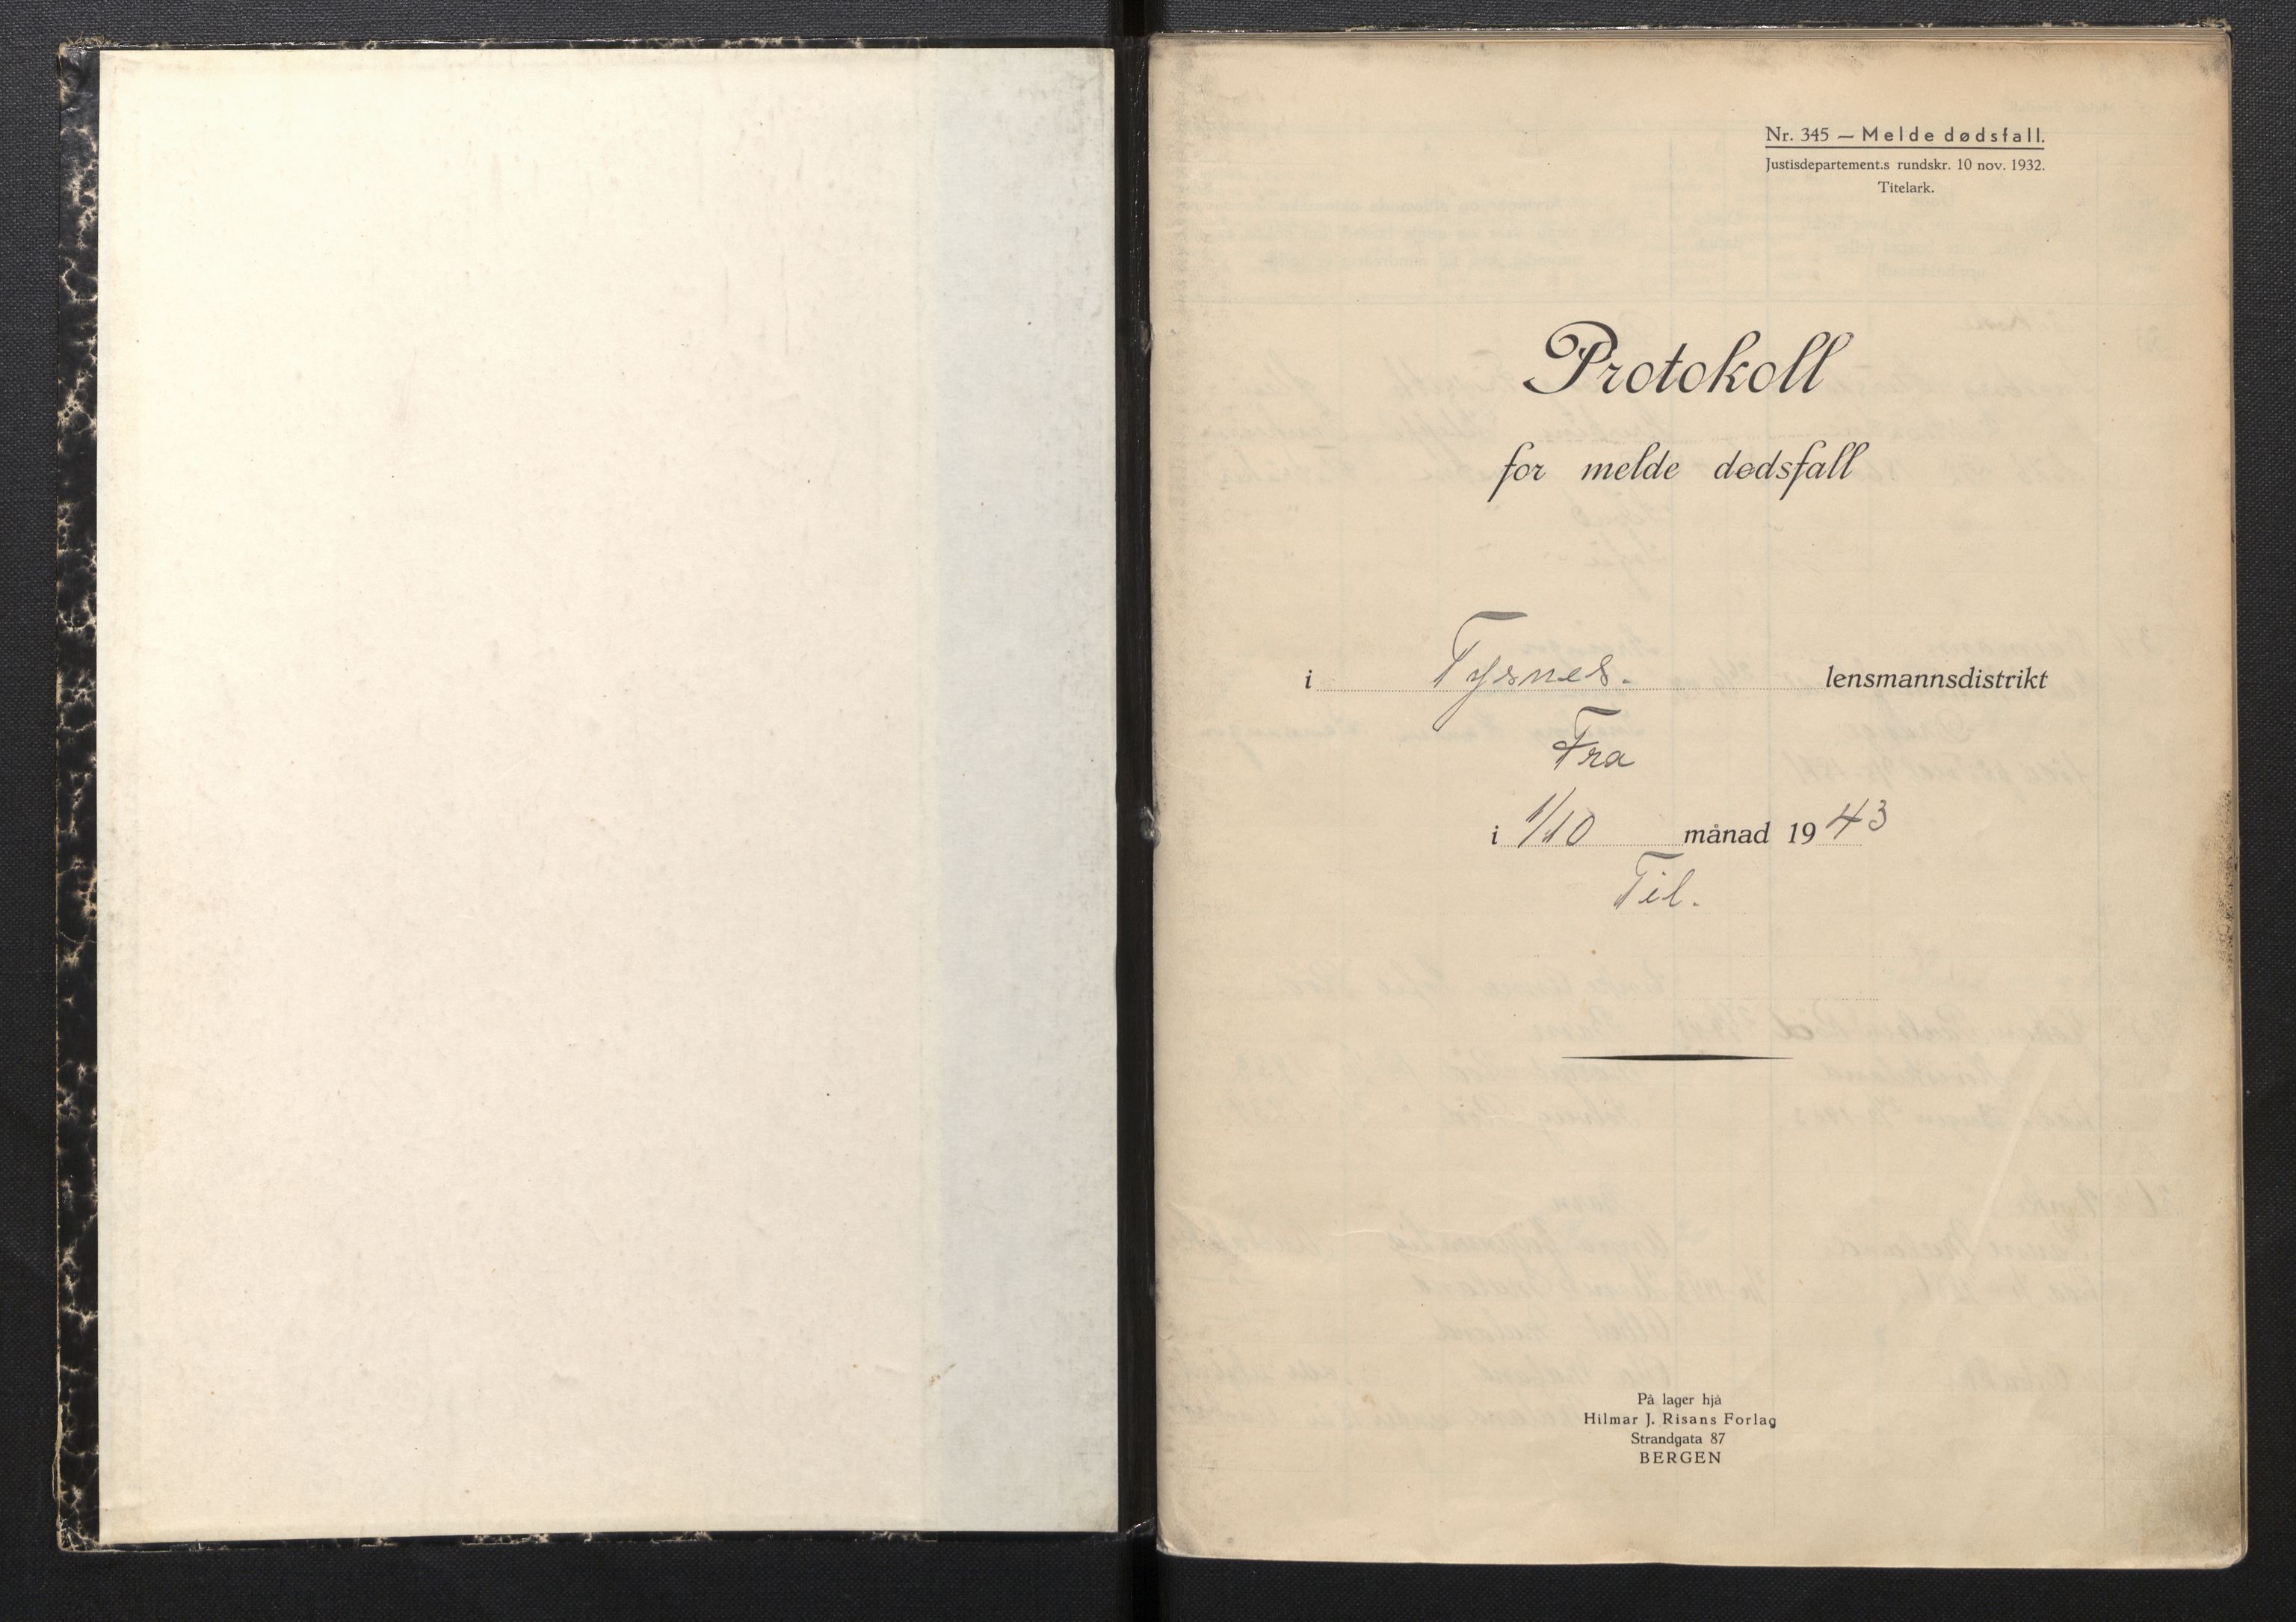 Nr. 345 — Melde dødsfall.
Justisdepartement.s rundskr. 10 nov. 1932.
Titelark.
Protokoll
for melde dødsfall
i Tysnes. lensmannsdistrikt
Fra
i 1/10 månad 1943
Til.
På lager hjå
Hilmar J. Risans Forlag
Strandgata 87
BERGEN